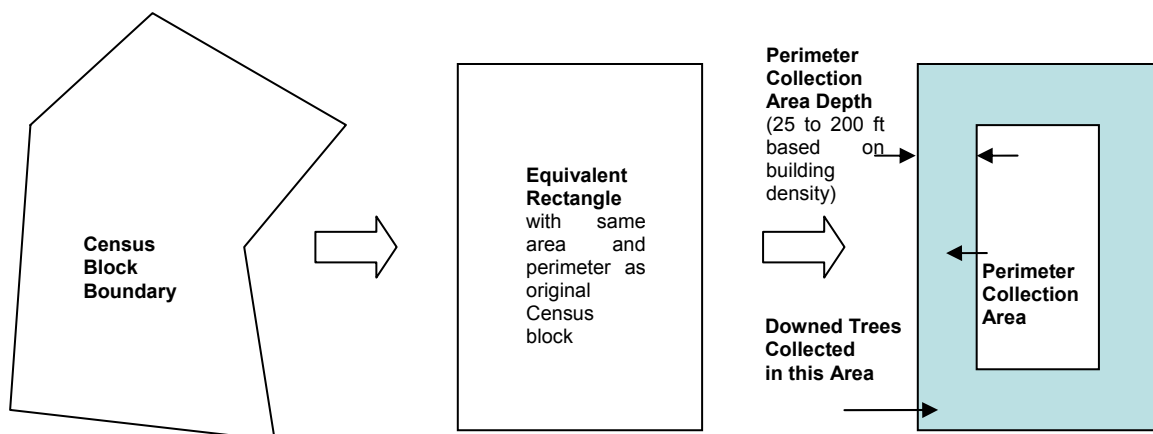 Census
Block
Boundary
Equivalent
Rectangle
with same
area and
perimeter as
original
Census
block
Perimeter
Collection
Area Depth
(25 to 200 ft
based on
building
density)
Downed Trees
Collected
in this Area
Perimeter
Collection
Area